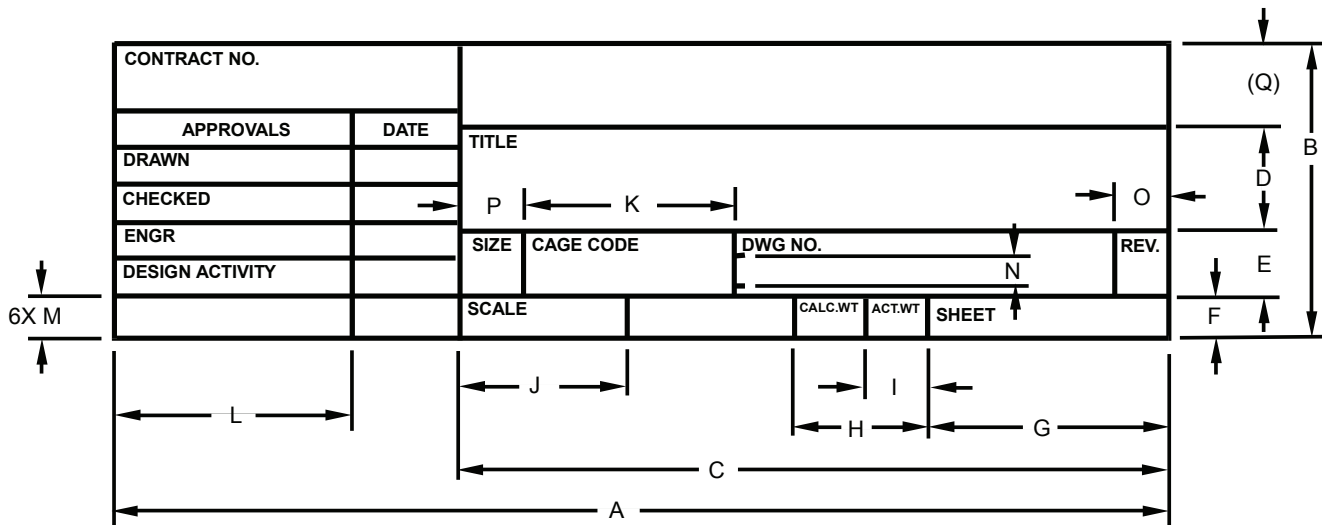 CONTRACT NO.
(Q)
B
APPROVALS DATE
TITLE
DRAWN
D
CHECKED
P K O
ENGR
SIZE CAGE CODE DWG NO. REV.
N E
DESIGN ACTIVITY
6X M
SCALE CALC.WT ACT.WT SHEET F
J I
L H G
C
A